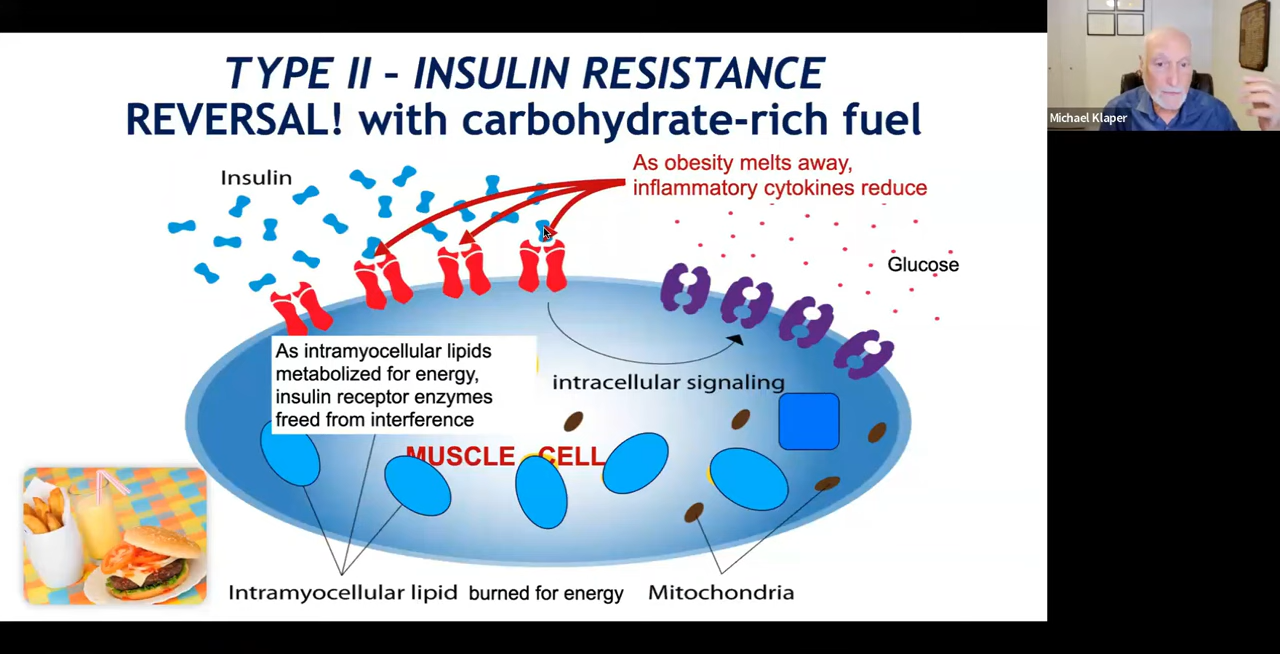 TYPE II – INSULIN RESISTANCE
REVERSAL! with carbohydrate-rich fuel
Michael Klaper
Insulin
As obesity melts away,
inflammatory cytokines reduce
Glucose
As intramyocellular lipids
metabolized for energy,
insulin receptor enzymes
freed from interference
intracellular signaling
MUSCLE CELL
Intramyocellular lipid burned for energy
Mitochondria